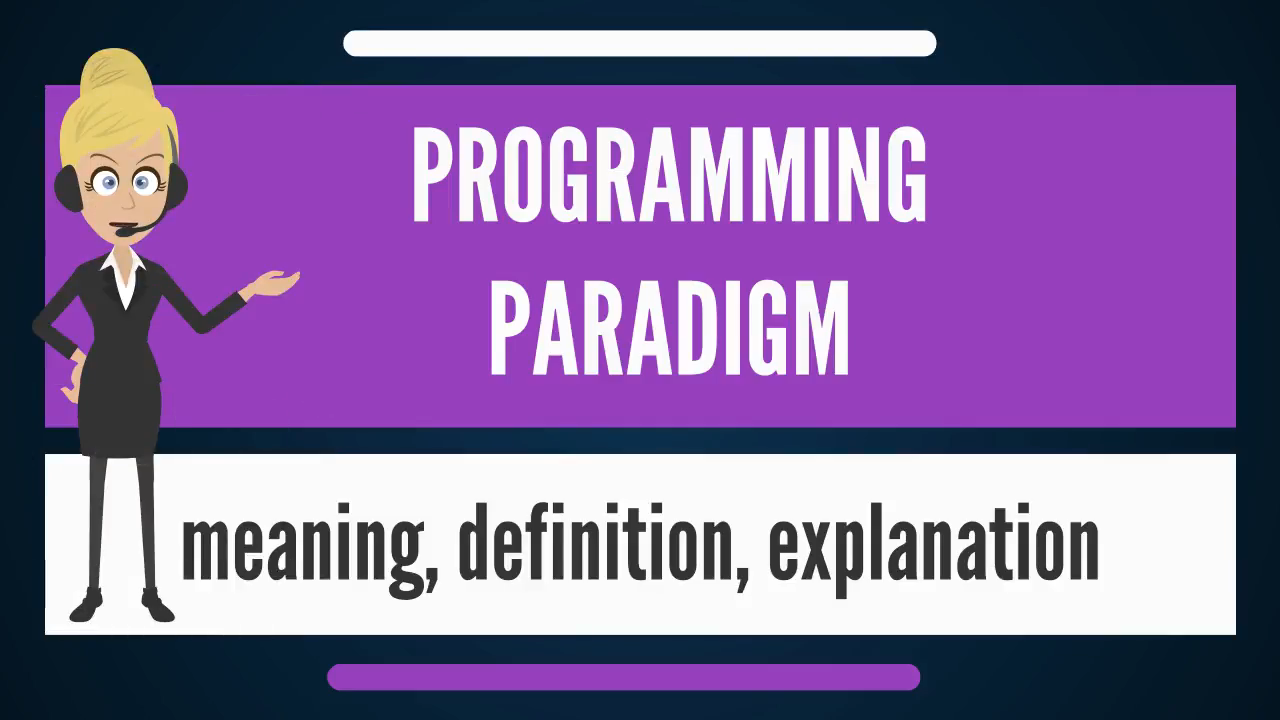 PROGRAMMING
PARADIGM
meaning, definition, explanation